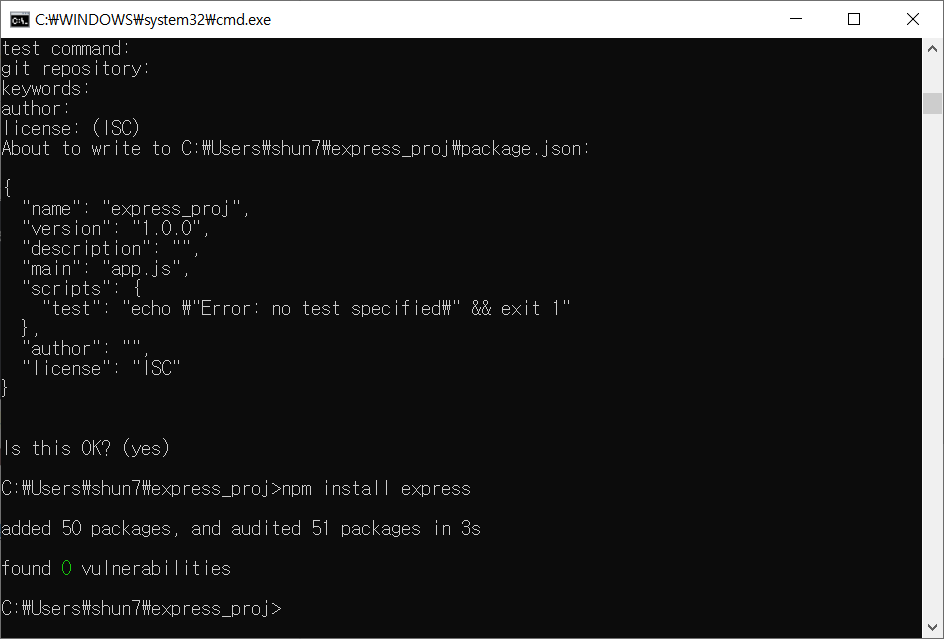 C:₩WINDOWS₩system32₩cmd.exe
test command:
git repository:
keywords:
author:
license: (ISC)
About to write to C:₩Users₩shun7₩express_proj₩package.json:
{
  "name": "express_proj",
  "version": "1.0.0",
  "description": "",
  "main": "app.js",
  "scripts": {
    "test": "echo ₩"Error: no test specified₩" && exit 1"
  },
  "author": "",
  "license": "ISC"
}
Is this OK? (yes)
C:₩Users₩shun7₩express_proj>npm install express
added 50 packages, and audited 51 packages in 3s
found 0 vulnerabilities
C:₩Users₩shun7₩express_proj>